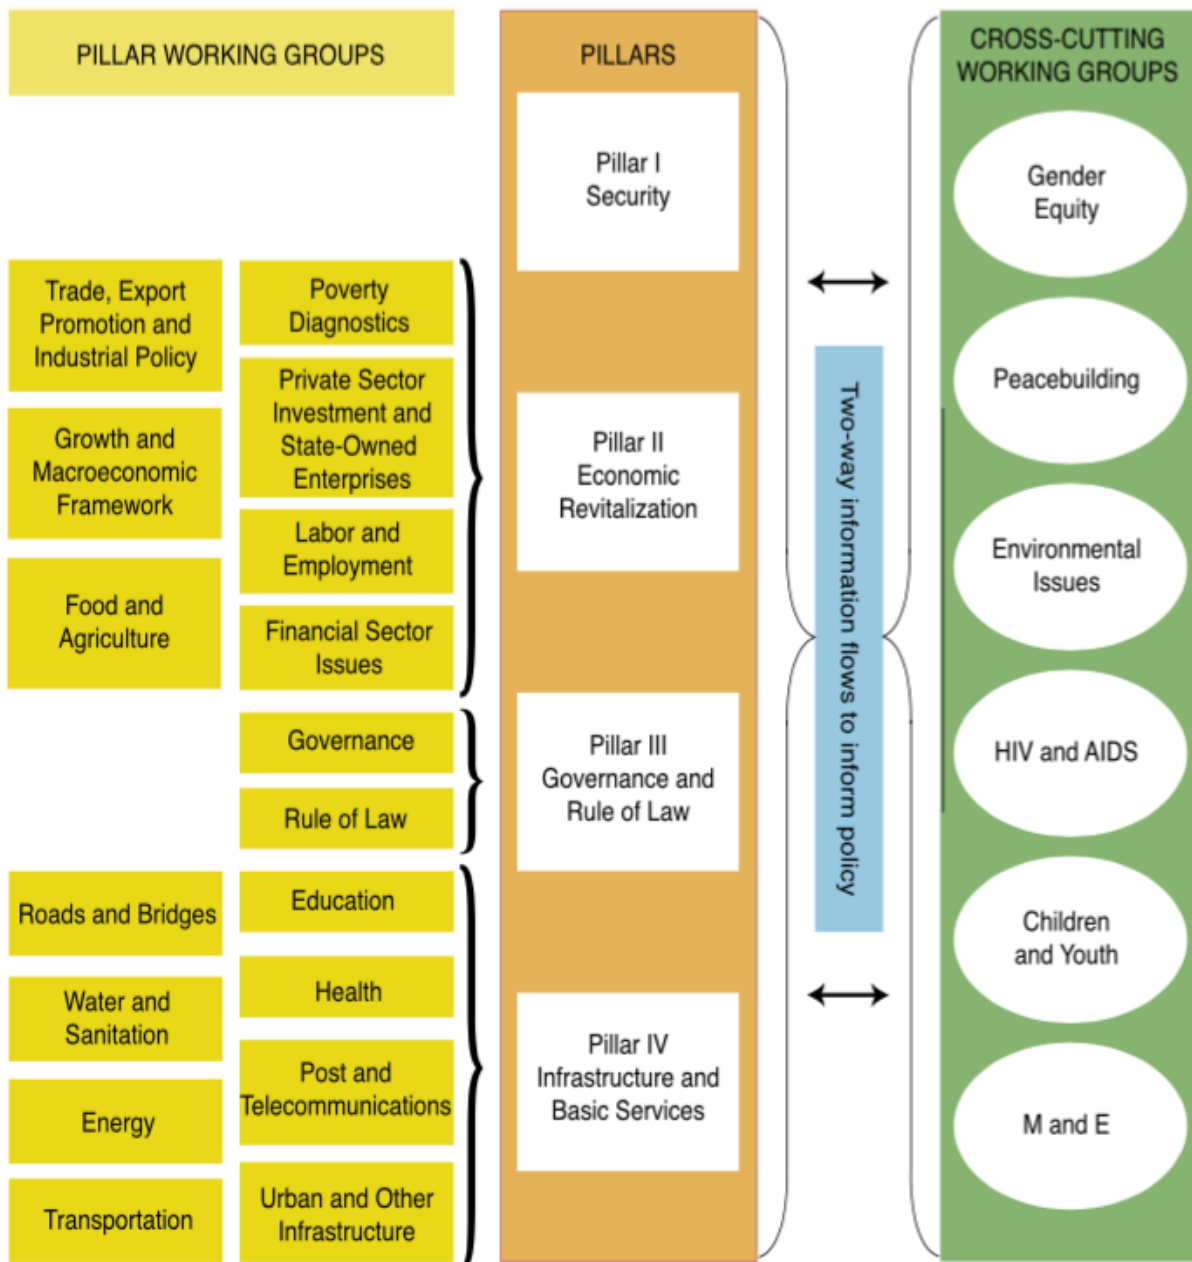 PILLAR WORKING GROUPS
Trade, Export
Promotion and
Industrial Policy
Growth and
Macroeconomic
Framework
Food and
Agriculture
Poverty
Diagnostics
Private Sector
Investment and
State-Owned
Enterprises
Labor and
Employment
Financial Sector
Issues
Governance
Rule of Law
Roads and Bridges
Water and
Sanitation
Energy
Transportation
Education
Health
Post and
Telecommunications
Urban and Other
Infrastructure
PILLARS
Pillar I
Security
Pillar II
Economic
Revitalization
Pillar III
Governance and
Rule of Law
Pillar IV
Infrastructure and
Basic Services
Two-way information flows to inform policy
CROSS-CUTTING
WORKING GROUPS
Gender
Equity
Peacebuilding
Environmental
Issues
HIV and AIDS
Children
and Youth
M and E